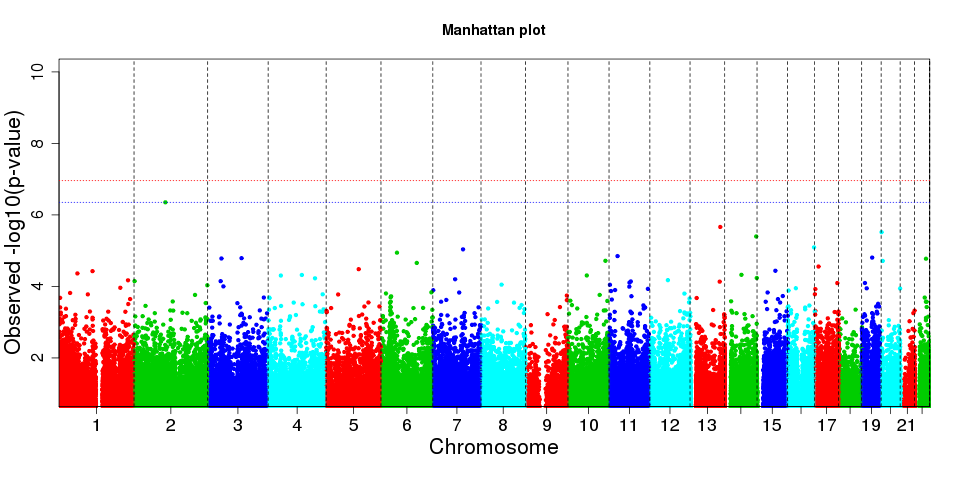 Manhattan plot
Observed -log10(p-value)
10
8
6
4
2
1 2 3 4 5 6 7 8 9 10 11 12 13 15 17 19 21
Chromosome